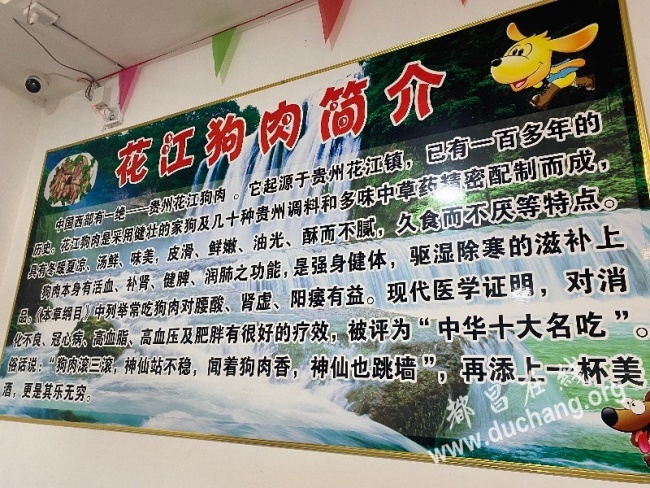 花江狗肉简介
中国西部有一绝——贵州花江狗肉。它起源于贵州花江镇，已有一百多年的
历史。花江狗肉是采用健壮的家狗及几十种贵州调料和多味中草药精密配制而成，
具有冬暖夏凉、汤鲜、味美，皮滑、鲜嫩、油光、酥而不腻，久食而不厌等特点。
狗肉本身有活血、补肾、健脾、润肺之功能，是强身健体，驱湿除寒的滋补上
品。《本章纲目》中列举常吃狗肉对腰酸、肾虚、阳痿有益。现代医学证明，对消
化不良、冠心病、高血脂、高血压及肥胖有很好的疗效，被评为“中华十大名吃”。
俗话说：“狗肉滚三滚，神仙站不稳，闻着狗肉香，神仙也跳墙”，再添上一杯美
酒，更是其乐无穷。
都昌在线
www.duchang.org